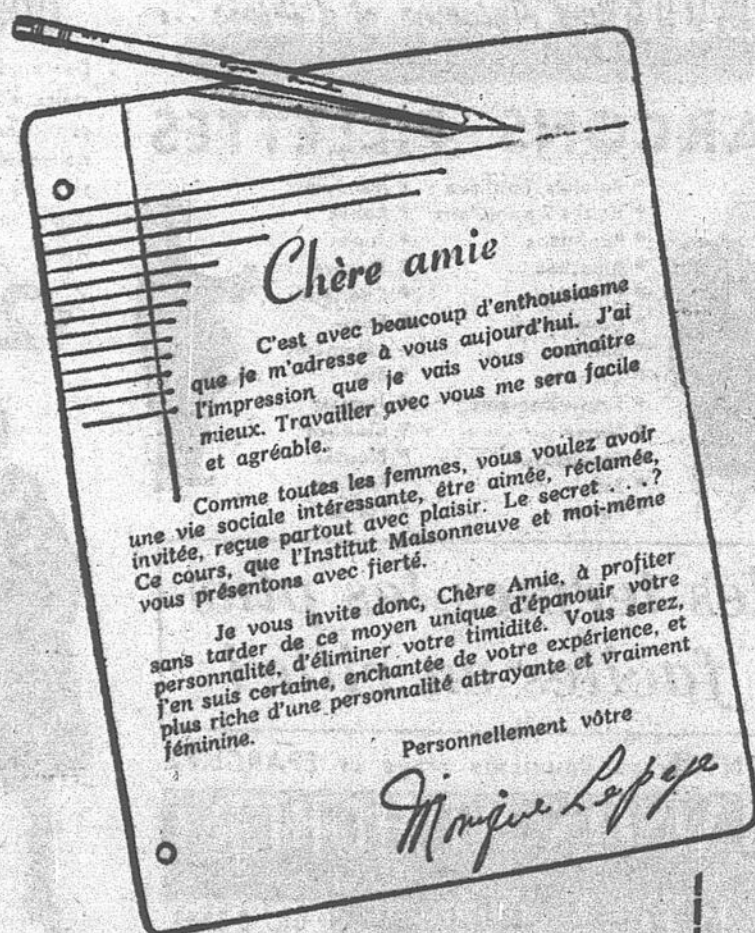 Chère amie
C'est avec beaucoup d'enthousiasme
que je m'adresse à vous aujourd'hui. J'ai
l'impression que je vais vous connaître
mieux. Travailler avec vous me sera facile
et agréable.
Comme toutes les femmes, vous voulez avoir
une vie sociale intéressante, être aimée, réclamée,
invitée, reçue partout avec plaisir. Le secret . . . ?
Ce cours, que l'Institut Maisonneuve et moi-même
vous présentons avec fierté.
Je vous invite donc, Chère Amie, à profiter
sans tarder de ce moyen unique d'épanouir votre
personnalité, d'éliminer votre timidité. Vous serez,
j'en suis certaine, enchantée de votre expérience, et
plus riche d'une personnalité attrayante et vraiment
féminine.
Personnellement vôtre
Monique Lepage